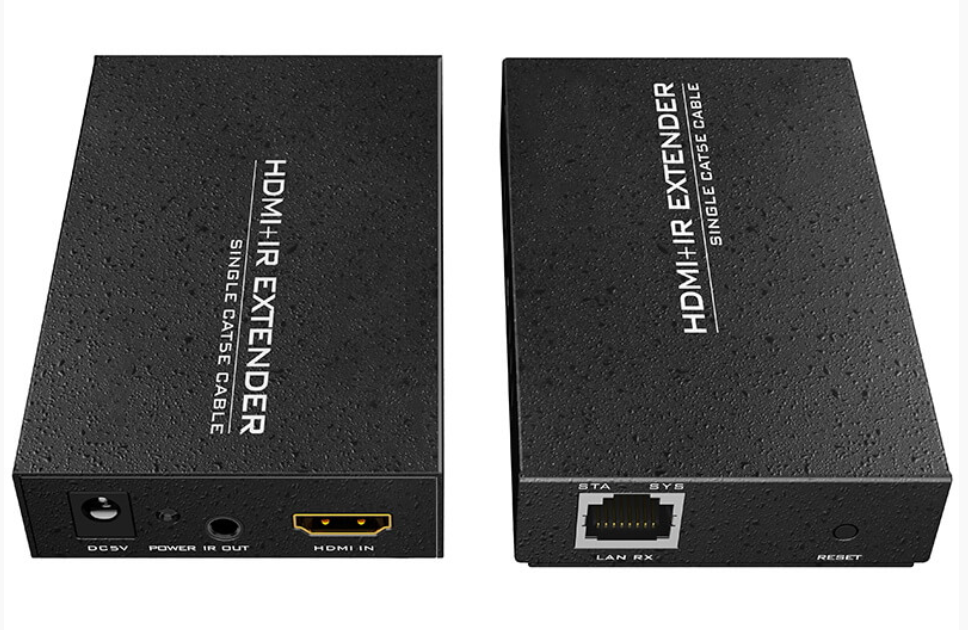 HDMI+IR EXTENDER
SINGLE CAT5E CABLE
DC5V POWER IR OUT HDMI IN
HDMI+IR EXTENDER
SINGLE CAT5E CABLE
STA SYS
LAN RX RESET